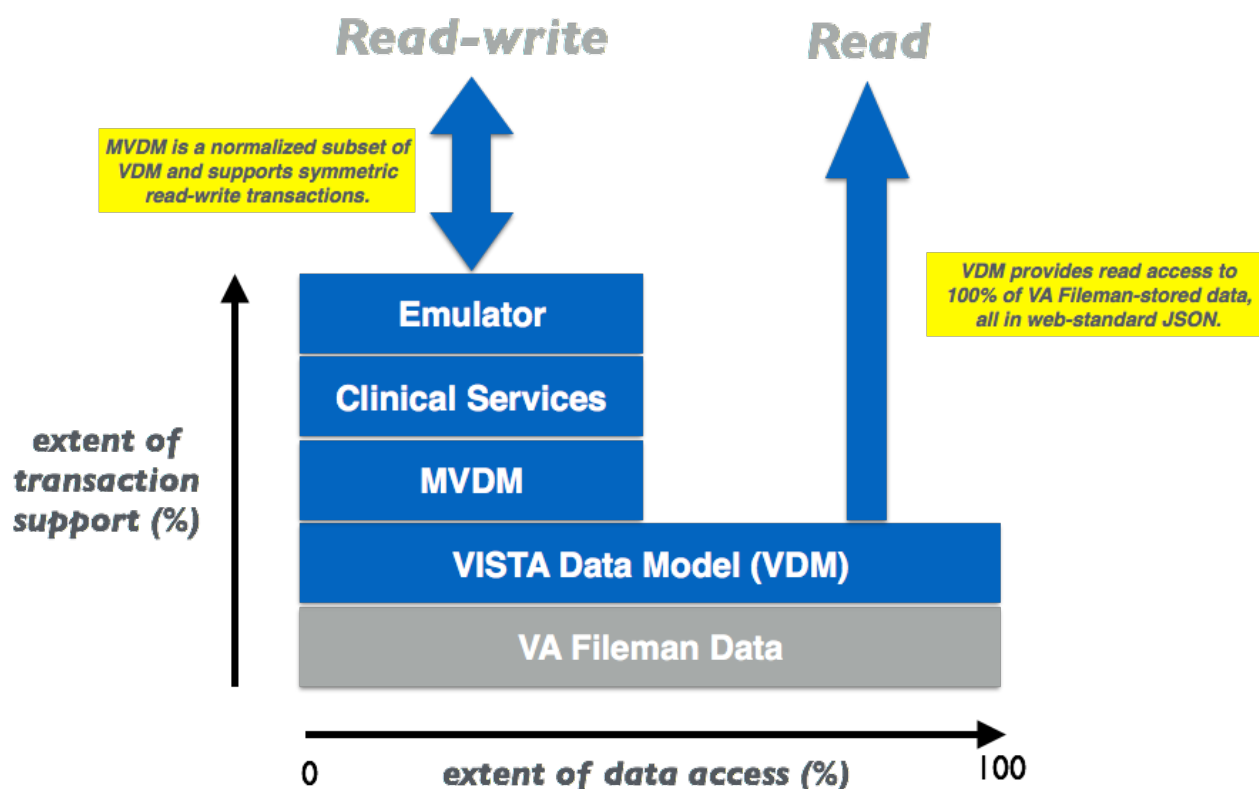 Read-write
Read
MVDM is a normalized subset of
VDM and supports symmetric
read-write transactions.
VDM provides read access to
100% of VA Fileman-stored data,
all in web-standard JSON.
Emulator
Clinical Services
MVDM
VISTA Data Model (VDM)
VA Fileman Data
extent of
transaction
support (%)
0
extent of data access (%)
100